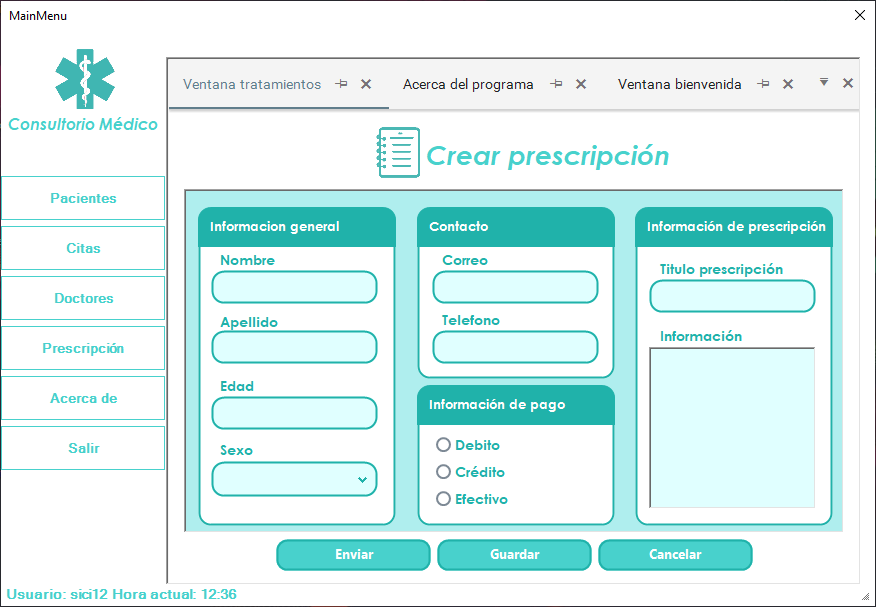 MainMenu
Consultorio Médico
Pacientes
Citas
Doctores
Prescripción
Acerca de
Salir
Ventana tratamientos
Acerca del programa
Ventana bienvenida
Crear prescripción
Informacion general
Nombre
Apellido
Edad
Sexo
Contacto
Correo
Telefono
Información de pago
Debito
Crédito
Efectivo
Información de prescripción
Titulo prescripción
Información
Enviar
Guardar
Cancelar
Usuario: sici12 Hora actual: 12:36